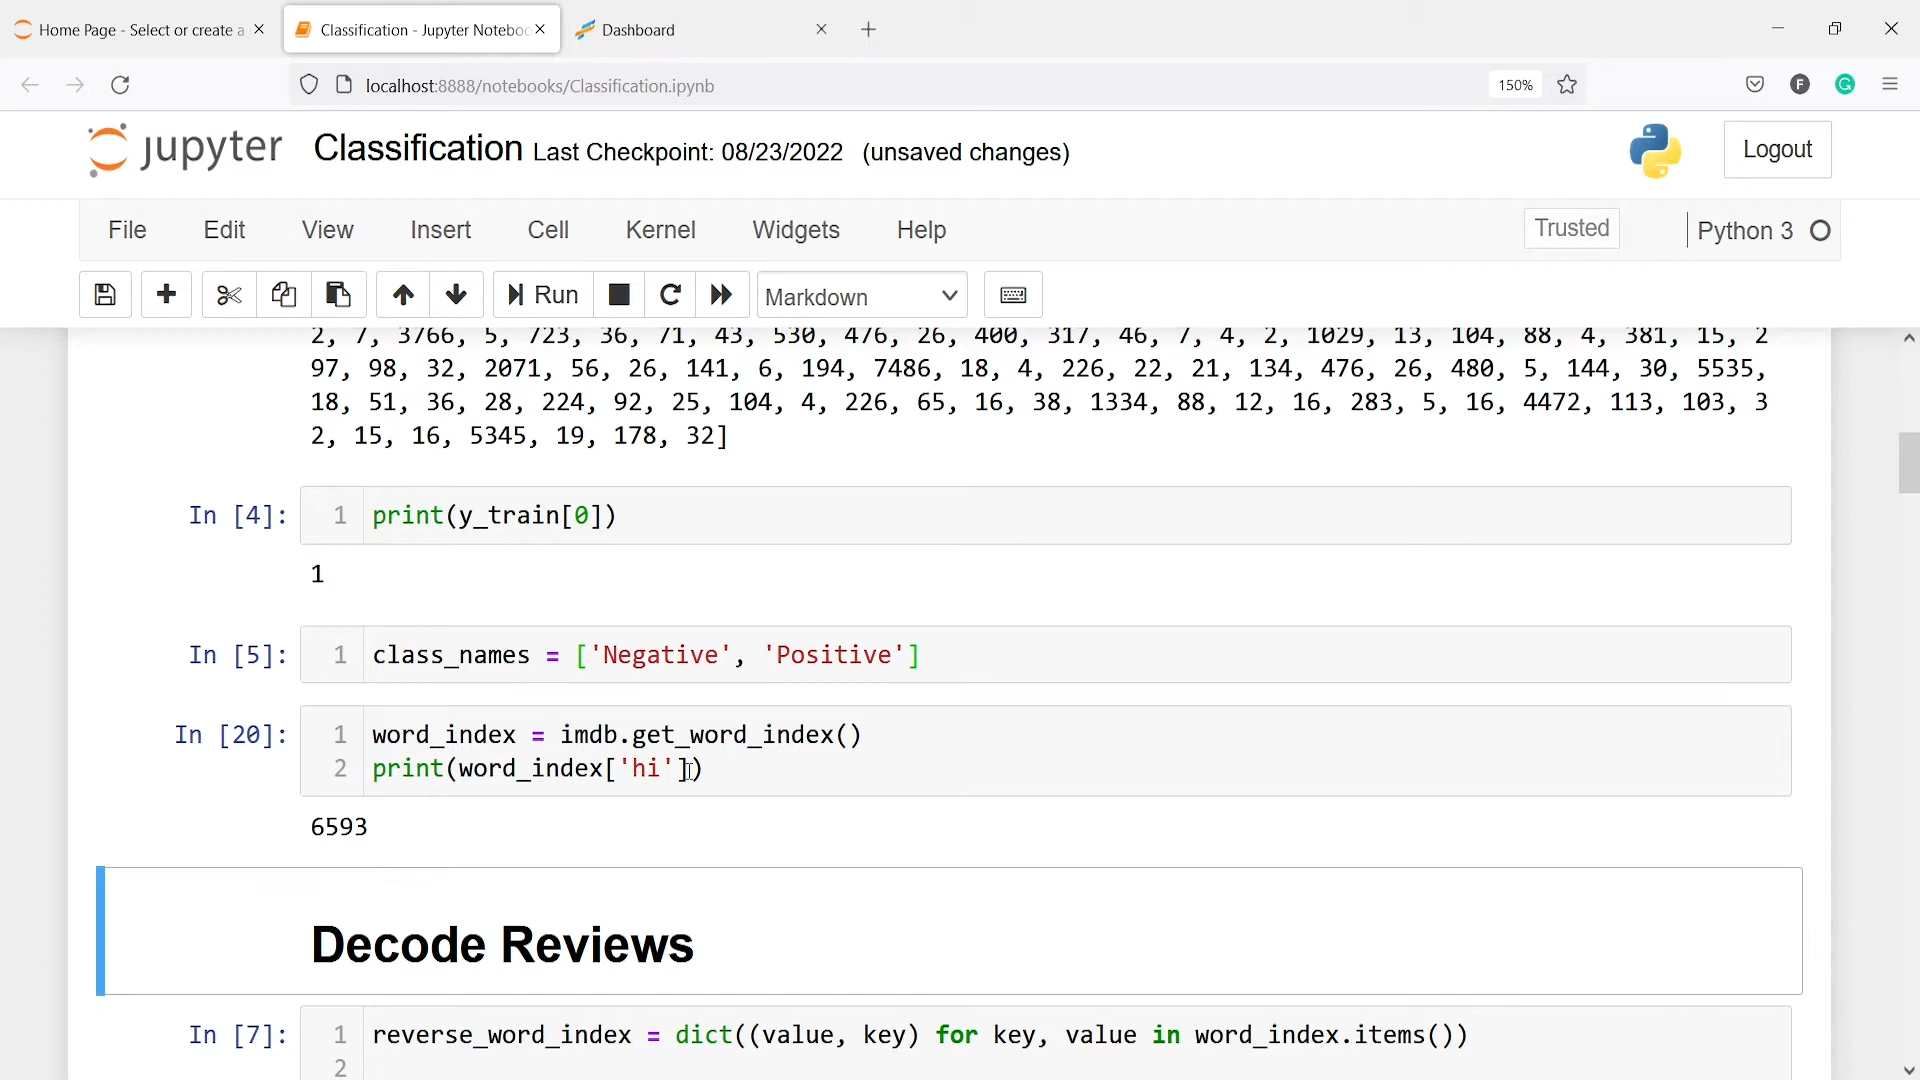 Home Page - Select or create a
Classification - Jupyter Noteboo
Dashboard
localhost:8888/notebooks/Classification.ipynb
150%
F
G
jupyter
Classification Last Checkpoint: 08/23/2022 (unsaved changes)
Logout
File Edit View Insert Cell Kernel Widgets Help
Trusted
Python 3
Run
Markdown
2, 7, 3766, 5, 723, 36, 71, 43, 530, 476, 26, 400, 317, 46, 7, 4, 2, 1029, 13, 104, 88, 4, 381, 15, 2
97, 98, 32, 2071, 56, 26, 141, 6, 194, 7486, 18, 4, 226, 22, 21, 134, 476, 26, 480, 5, 144, 30, 5535,
18, 51, 36, 28, 224, 92, 25, 104, 4, 226, 65, 16, 38, 1334, 88, 12, 16, 283, 5, 16, 4472, 113, 103, 3
2, 15, 16, 5345, 19, 178, 32]
In [4]: 1 print(y_train[0])
1
In [5]: 1 class_names = ['Negative', 'Positive']
In [20]: 1 word_index = imdb.get_word_index()
2 print(word_index['hi'])
6593
Decode Reviews
In [7]: 1 reverse_word_index = dict((value, key) for key, value in word_index.items())
2